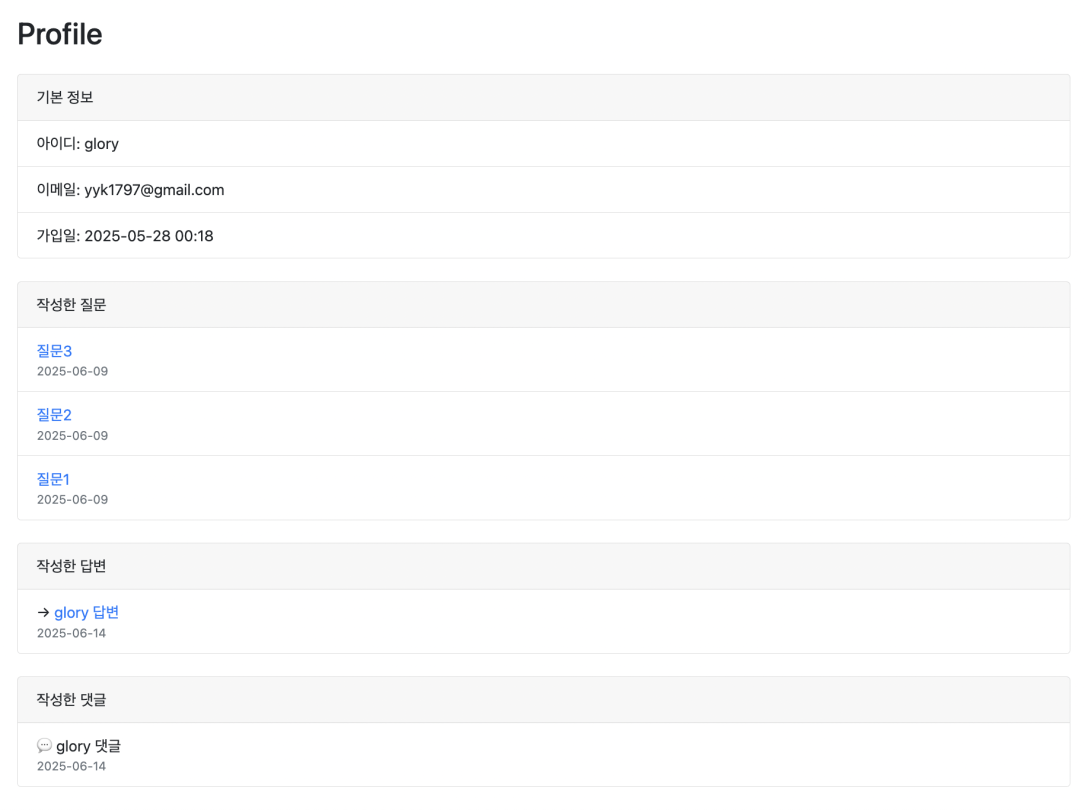 Profile
기본 정보
아이디: glory
이메일: yyk1797@gmail.com
가입일: 2025-05-28 00:18
작성한 질문
질문3
2025-06-09
질문2
2025-06-09
질문1
2025-06-09
작성한 답변
→ glory 답변
2025-06-14
작성한 댓글
💬 glory 댓글
2025-06-14